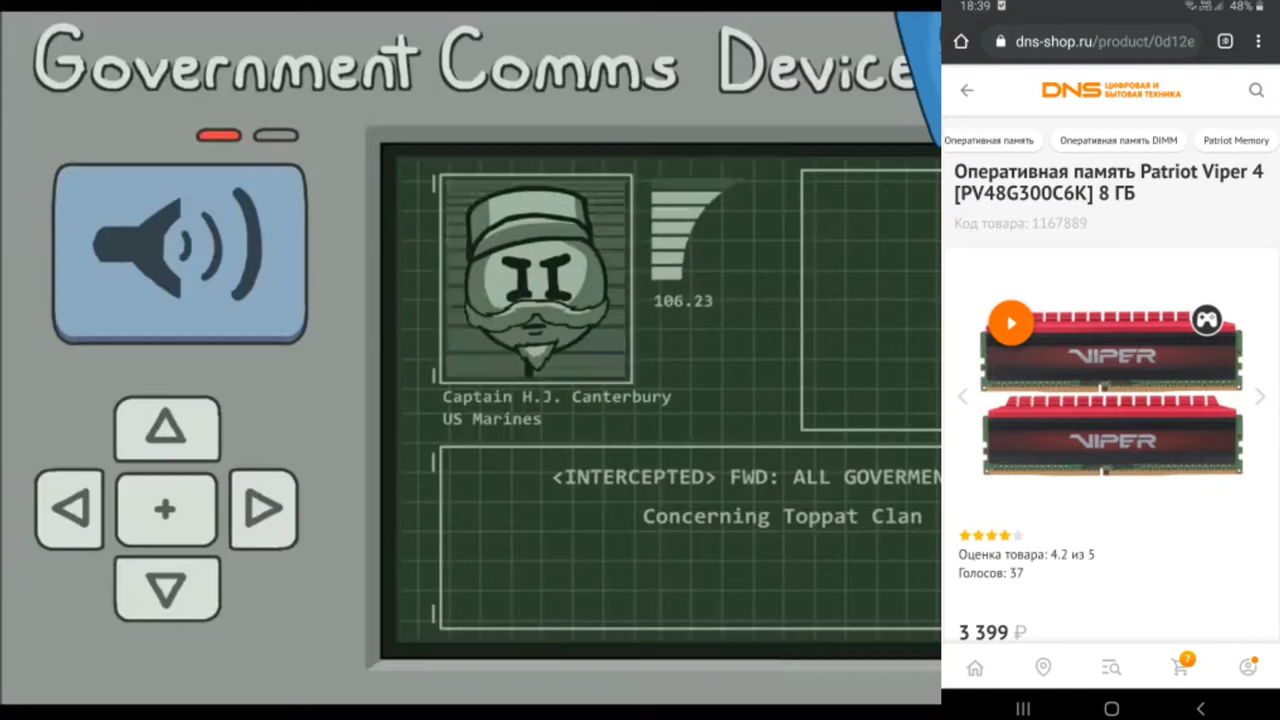 Government Comms Device
106.23
Captain H.J. Canterbury
US Marines
<INTERCEPTED> FWD: ALL GOVERMEN
Concerning Toppat Clan
18:39
48%
dns-shop.ru/product/0d12e
DNS ЦИФРОВАЯ И
БЫТОВАЯ ТЕХНИКА
Оперативная память
Оперативная память DIMM
Patriot Memory
Оперативная память Patriot Viper 4
[PV48G300C6K] 8 ГБ
Код товара: 1167889
VIPER
VIPER
Оценка товара: 4.2 из 5
Голосов: 37
3 399 ₽
7